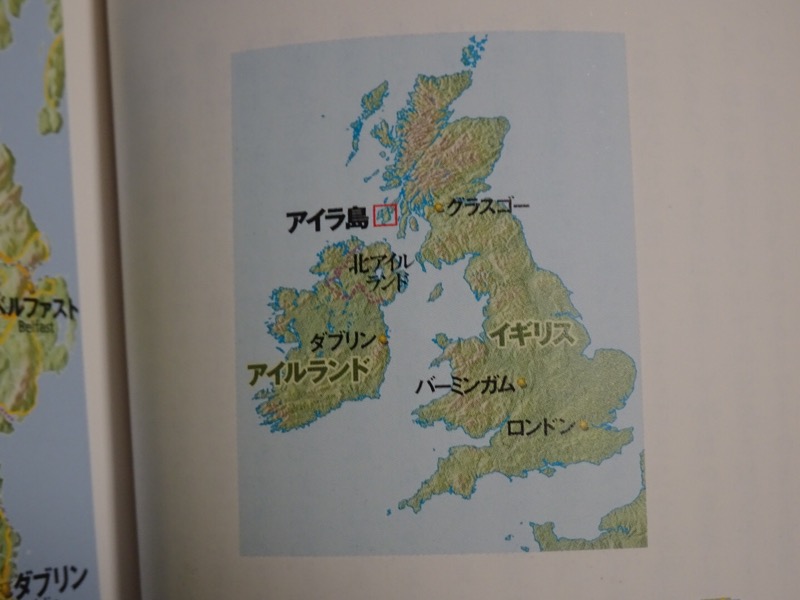 アイラ島
グラスゴー
北アイル
ランド
ダブリン
アイルランド
イギリス
バーミンガム
ロンドン
ベルファスト
Belfast
ダブリン